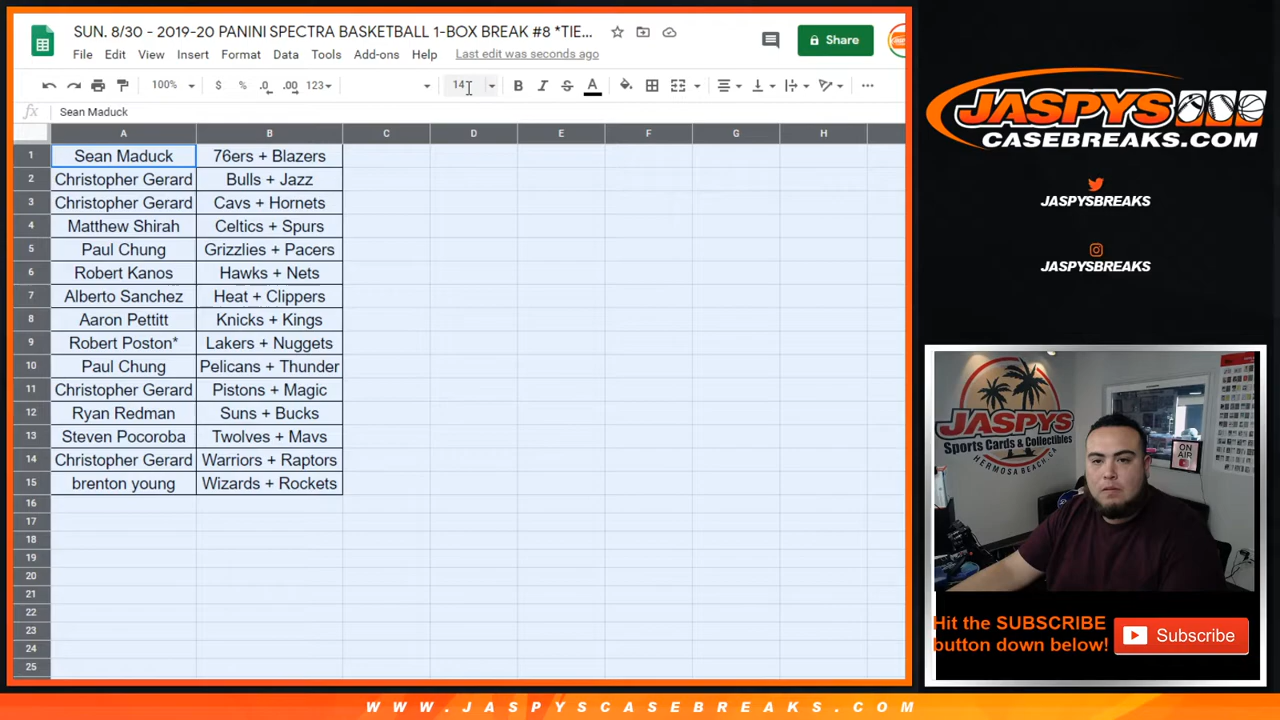 SUN. 8/30 - 2019-20 PANINI SPECTRA BASKETBALL 1-BOX BREAK #8 *TIE...
Share
File Edit View Insert Format Data Tools Add-ons Help Last edit was seconds ago
100% $ % .0 .00 123 14 B I S A
fx Sean Maduck
A B C D E F G H
1 Sean Maduck 76ers + Blazers
2 Christopher Gerard Bulls + Jazz
3 Christopher Gerard Cavs + Hornets
4 Matthew Shirah Celtics + Spurs
5 Paul Chung Grizzlies + Pacers
6 Robert Kanos Hawks + Nets
7 Alberto Sanchez Heat + Clippers
8 Aaron Pettitt Knicks + Kings
9 Robert Poston* Lakers + Nuggets
10 Paul Chung Pelicans + Thunder
11 Christopher Gerard Pistons + Magic
12 Ryan Redman Suns + Bucks
13 Steven Pocoroba Twolves + Mavs
14 Christopher Gerard Warriors + Raptors
15 brenton young Wizards + Rockets
16
17
18
19
20
21
22
23
24
25
JASPYS
CASEBREAKS.COM
JASPYSBREAKS
JASPYSBREAKS
JASPYS
Sports Cards & Collectibles
HERMOSA BEACH, CA
ON
AIR
Hit the SUBSCRIBE
button down below!
Subscribe
WWW.JASPYSCASEBREAKS.COM